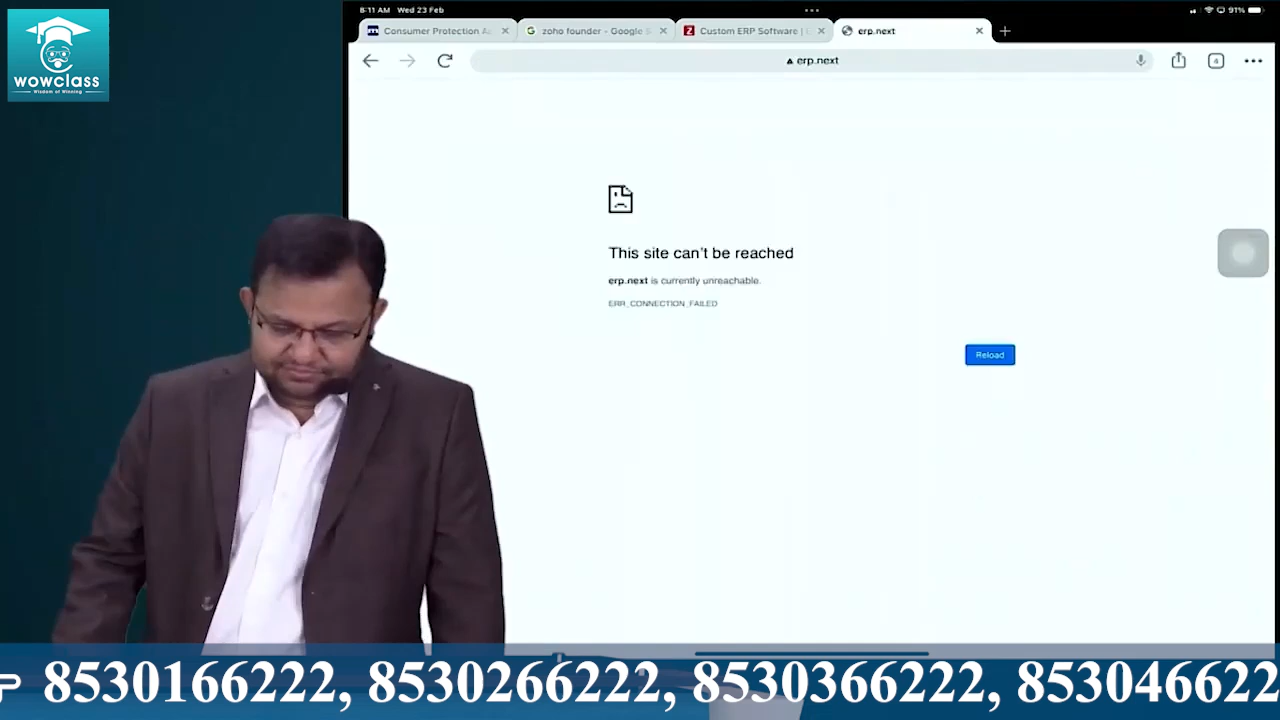 8:11 AM Wed 23 Feb
91%
Consumer Protection A
zoho founder - Google S
Custom ERP Software |
erp.next
erp.next
4
wowclass
Wisdom of Winning
This site can't be reached
erp.next is currently unreachable.
ERR_CONNECTION_FAILED
Reload
8530166222, 8530266222, 8530366222, 853046622